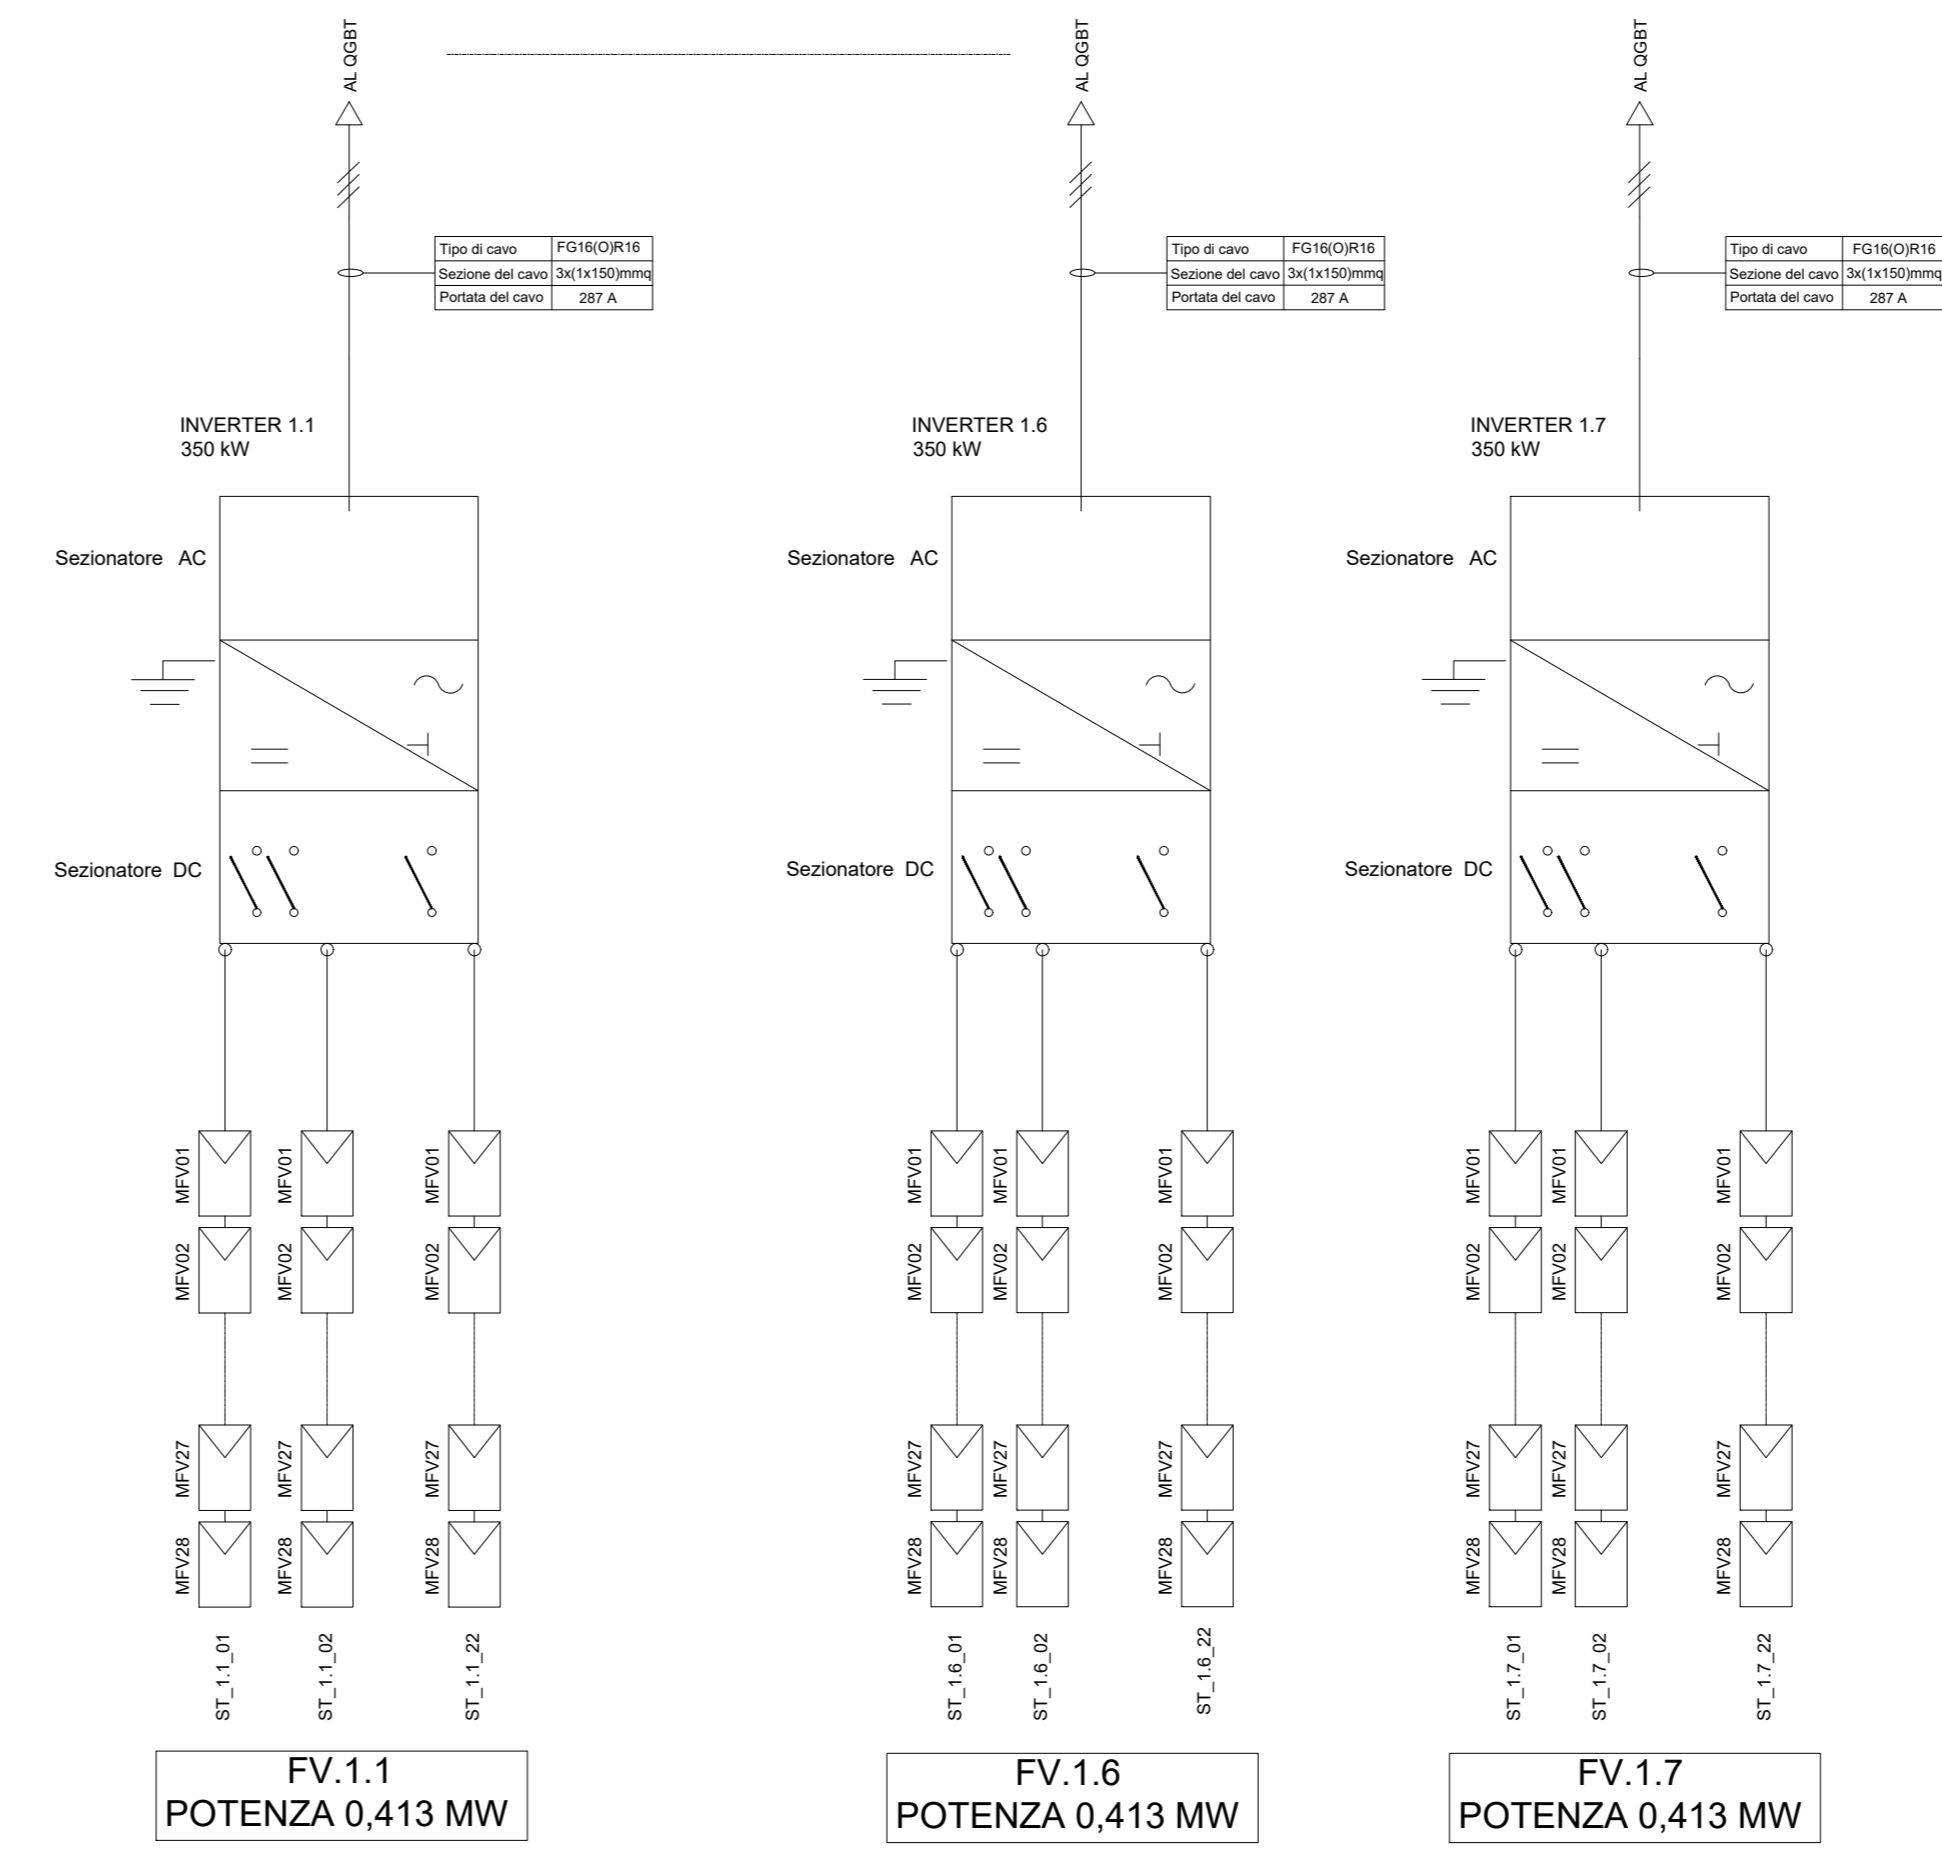 AL QGBT
AL QGBT
AL QGBT
Tipo di cavo FG16(O)R16
Sezione del cavo 3x(1x150)mmq
Portata del cavo 287 A
Tipo di cavo FG16(O)R16
Sezione del cavo 3x(1x150)mmq
Portata del cavo 287 A
Tipo di cavo FG16(O)R16
Sezione del cavo 3x(1x150)mmq
Portata del cavo 287 A
INVERTER 1.1
350 kW
INVERTER 1.6
350 kW
INVERTER 1.7
350 kW
Sezionatore AC
Sezionatore AC
Sezionatore AC
Sezionatore DC
Sezionatore DC
Sezionatore DC
MFV01
MFV01
MFV01
MFV01
MFV01
MFV01
MFV01
MFV01
MFV01
MFV02
MFV02
MFV02
MFV02
MFV02
MFV02
MFV02
MFV02
MFV02
MFV27
MFV27
MFV27
MFV27
MFV27
MFV27
MFV27
MFV27
MFV27
MFV28
MFV28
MFV28
MFV28
MFV28
MFV28
MFV28
MFV28
MFV28
ST_1.1_01
ST_1.1_02
ST_1.1_22
ST_1.6_01
ST_1.6_02
ST_1.6_22
ST_1.7_01
ST_1.7_02
ST_1.7_22
FV.1.1
POTENZA 0,413 MW
FV.1.6
POTENZA 0,413 MW
FV.1.7
POTENZA 0,413 MW